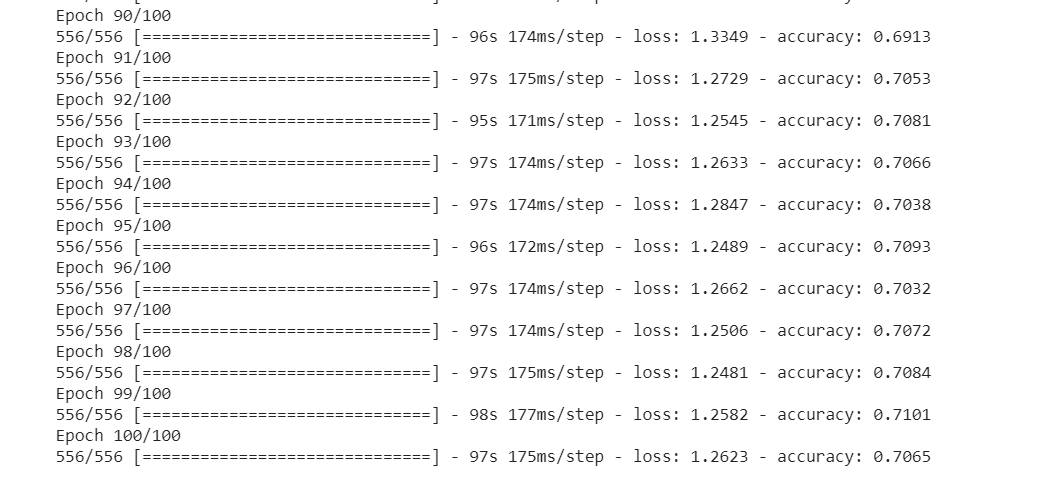 Epoch 90/100
556/556 [==============================] - 96s 174ms/step - loss: 1.3349 - accuracy: 0.6913
Epoch 91/100
556/556 [==============================] - 97s 175ms/step - loss: 1.2729 - accuracy: 0.7053
Epoch 92/100
556/556 [==============================] - 95s 171ms/step - loss: 1.2545 - accuracy: 0.7081
Epoch 93/100
556/556 [==============================] - 97s 174ms/step - loss: 1.2633 - accuracy: 0.7066
Epoch 94/100
556/556 [==============================] - 97s 174ms/step - loss: 1.2847 - accuracy: 0.7038
Epoch 95/100
556/556 [==============================] - 96s 172ms/step - loss: 1.2489 - accuracy: 0.7093
Epoch 96/100
556/556 [==============================] - 97s 174ms/step - loss: 1.2662 - accuracy: 0.7032
Epoch 97/100
556/556 [==============================] - 97s 174ms/step - loss: 1.2506 - accuracy: 0.7072
Epoch 98/100
556/556 [==============================] - 97s 175ms/step - loss: 1.2481 - accuracy: 0.7084
Epoch 99/100
556/556 [==============================] - 98s 177ms/step - loss: 1.2582 - accuracy: 0.7101
Epoch 100/100
556/556 [==============================] - 97s 175ms/step - loss: 1.2623 - accuracy: 0.7065